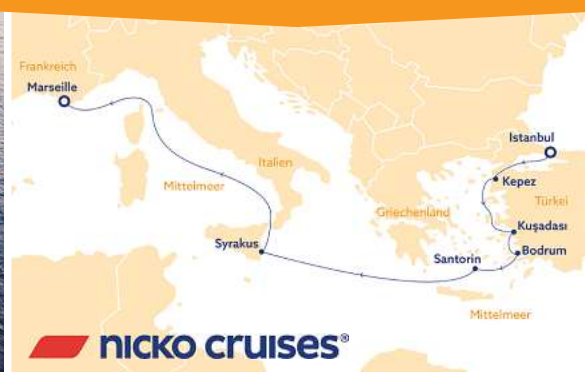 Frankreich
Marseille
Istanbul
Kepez
Italien
Mittelmeer
Türkei
Griechenland
Kuşadası
Syrakus
Bodrum
Santorin
Mittelmeer
nicko cruises®